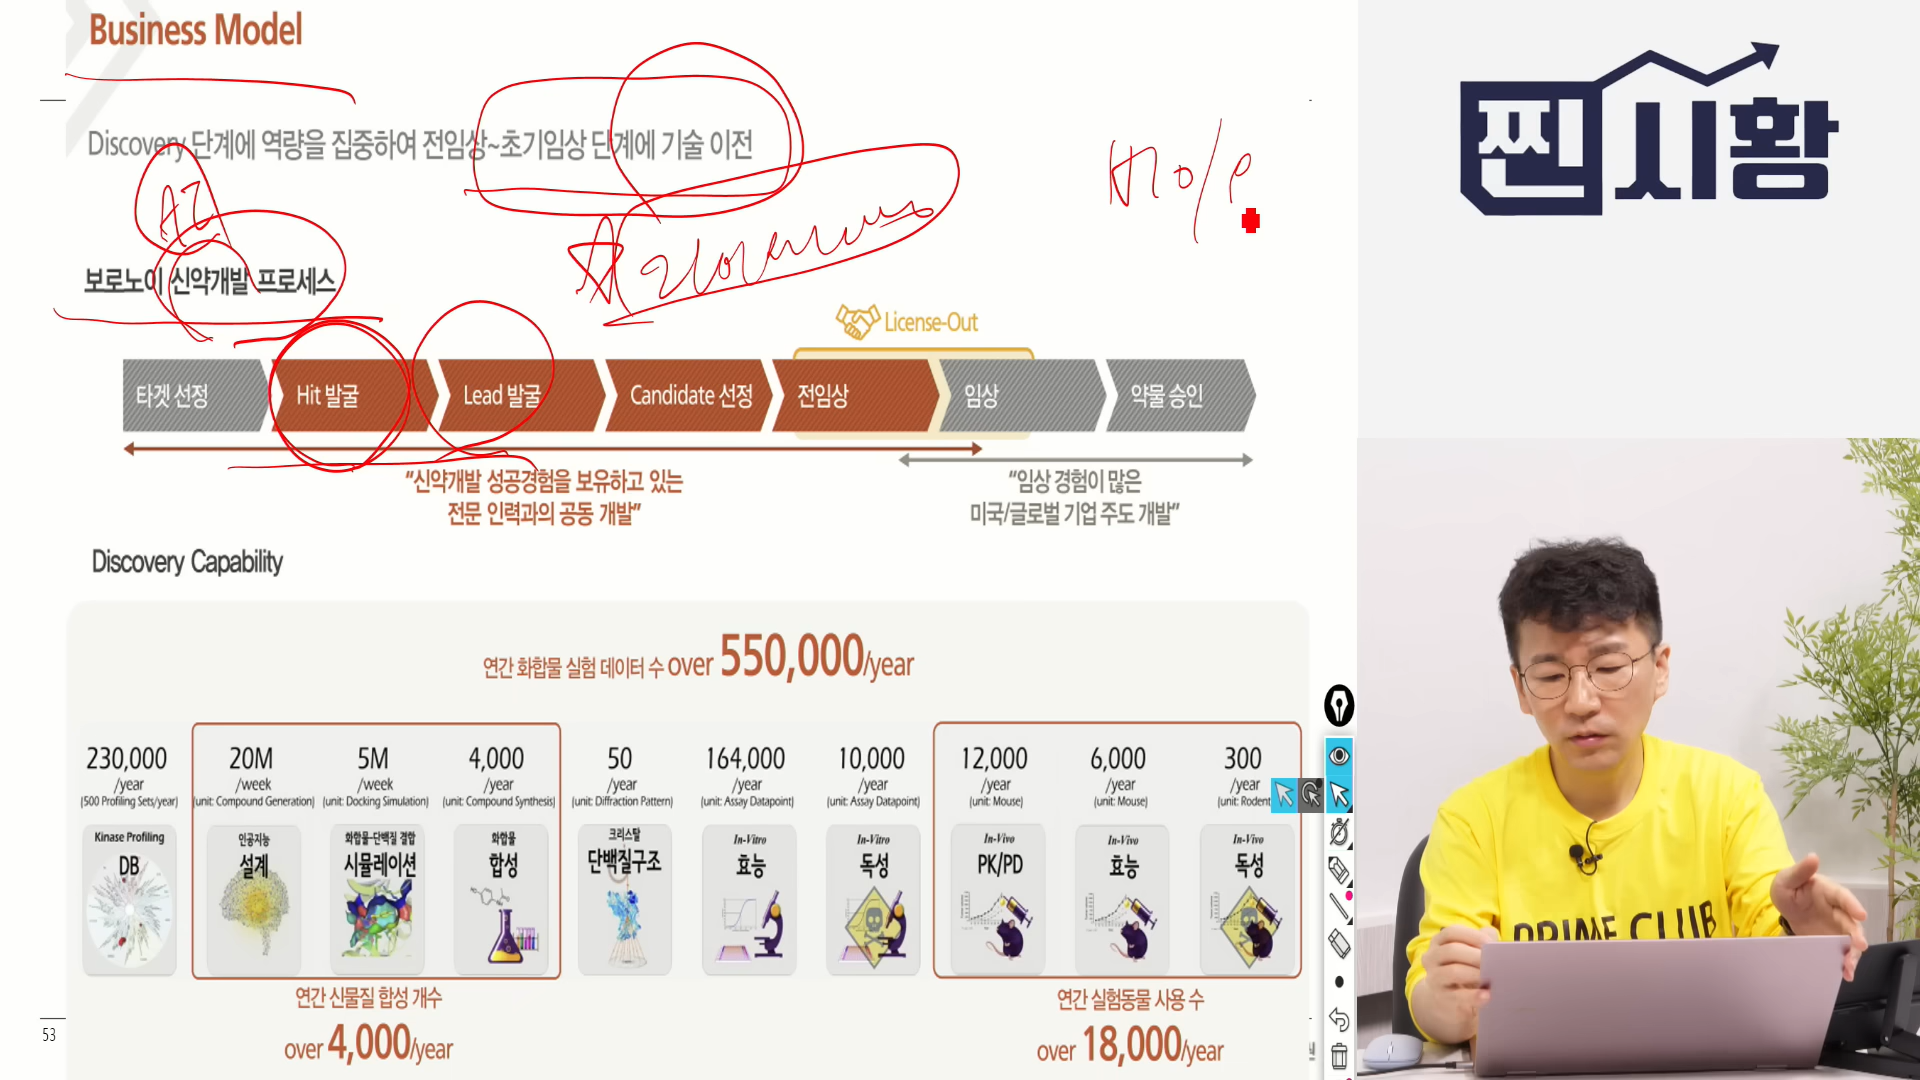 Business Model
찐시황
Discovery 단계에 역량을 집중하여 전임상~초기임상 단계에 기술 이전
AI
보로노이 신약개발 프로세스
License-Out
타겟 선정
Hit 발굴
Lead 발굴
Candidate 선정
전임상
임상
약물 승인
“신약개발 성공경험을 보유하고 있는
전문 인력과의 공동 개발”
“임상 경험이 많은
미국/글로벌 기업 주도 개발”
Discovery Capability
연간 화합물 실험 데이터 수 over 550,000/year
230,000
/year
(500 Profiling Sets/year)
Kinase Profiling
DB
20M
/week
(unit: Compound Generation)
인공지능
설계
5M
/week
(unit: Docking Simulation)
화합물-단백질 결합
시뮬레이션
4,000
/year
(unit: Compound Synthesis)
화합물
합성
50
/year
(unit: Diffraction Pattern)
크리스탈
단백질구조
164,000
/year
(unit: Assay Datapoint)
In-Vitro
효능
10,000
/year
(unit: Assay Datapoint)
In-Vitro
독성
12,000
/year
(unit: Mouse)
In-Vivo
PK/PD
6,000
/year
(unit: Mouse)
In-Vivo
효능
300
/year
(unit: Rodent
In-Vivo
독성
연간 신물질 합성 개수
over 4,000/year
연간 실험동물 사용 수
over 18,000/year
53
PRIME CLUB